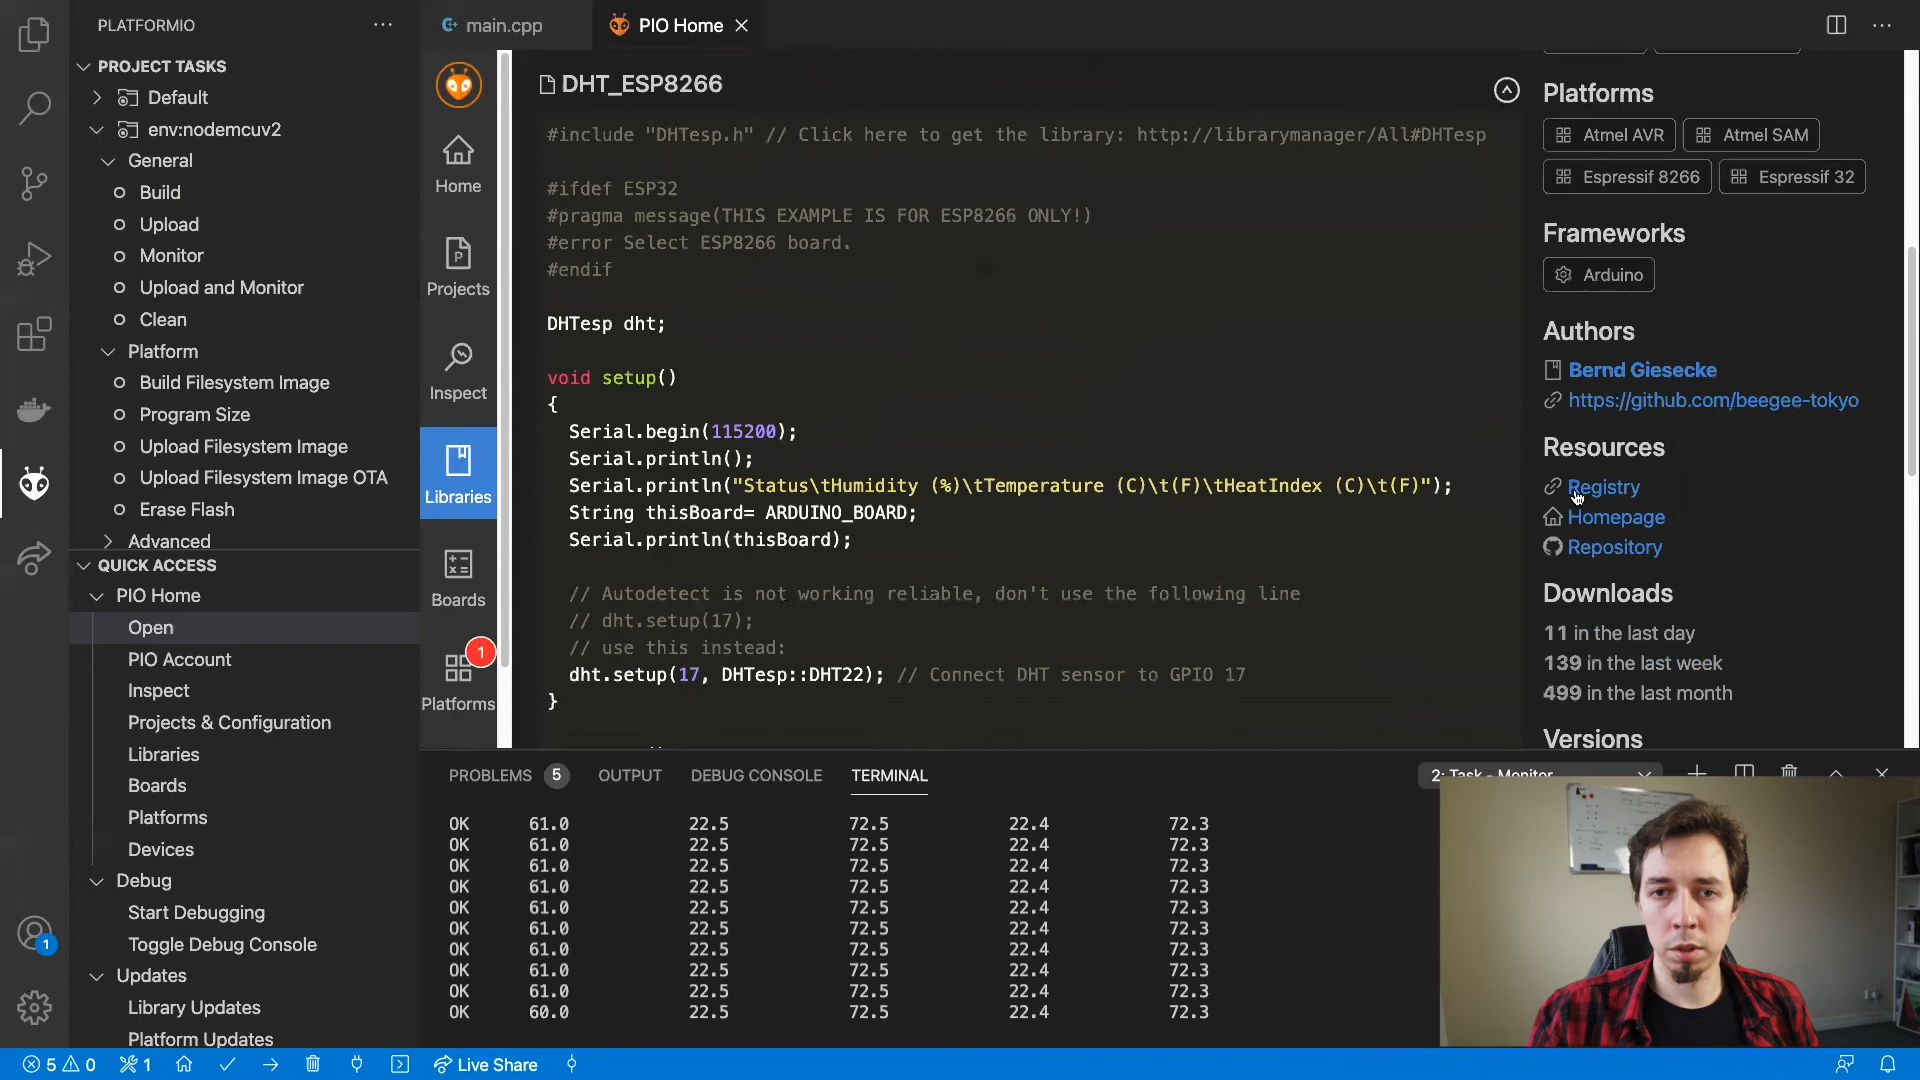 PLATFORMIO
PROJECT TASKS
Default
env:nodemcuv2
General
Build
Upload
Monitor
Upload and Monitor
Clean
Platform
Build Filesystem Image
Program Size
Upload Filesystem Image
Upload Filesystem Image OTA
Erase Flash
Advanced
QUICK ACCESS
PIO Home
Open
PIO Account
Inspect
Projects & Configuration
Libraries
Boards
Platforms
Devices
Debug
Start Debugging
Toggle Debug Console
Updates
Library Updates
Platform Updates
main.cpp
PIO Home
Home
Projects
Inspect
Libraries
Boards
1
Platforms
DHT_ESP8266
#include "DHTesp.h" // Click here to get the library: http://librarymanager/All#DHTesp
#ifdef ESP32
#pragma message(THIS EXAMPLE IS FOR ESP8266 ONLY!)
#error Select ESP8266 board.
#endif
DHTesp dht;
void setup()
{
Serial.begin(115200);
Serial.println();
Serial.println("Status\tHumidity (%)\tTemperature (C)\t(F)\tHeatIndex (C)\t(F)");
String thisBoard= ARDUINO_BOARD;
Serial.println(thisBoard);
// Autodetect is not working reliable, don't use the following line
// dht.setup(17);
// use this instead:
dht.setup(17, DHTesp::DHT22); // Connect DHT sensor to GPIO 17
}
Platforms
Atmel AVR
Atmel SAM
Espressif 8266
Espressif 32
Frameworks
Arduino
Authors
Bernd Giesecke
https://github.com/beegee-tokyo
Resources
Registry
Homepage
Repository
Downloads
11 in the last day
139 in the last week
499 in the last month
Versions
PROBLEMS 5 OUTPUT DEBUG CONSOLE TERMINAL
2: Task - Monitor
OK 61.0 22.5 72.5 22.4 72.3
OK 61.0 22.5 72.5 22.4 72.3
OK 61.0 22.5 72.5 22.4 72.3
OK 61.0 22.5 72.5 22.4 72.3
OK 61.0 22.5 72.5 22.4 72.3
OK 61.0 22.5 72.5 22.4 72.3
OK 61.0 22.5 72.5 22.4 72.3
OK 61.0 22.5 72.5 22.4 72.3
OK 61.0 22.5 72.5 22.4 72.3
OK 60.0 22.5 72.5 22.4 72.3
1
5 0 1 Live Share